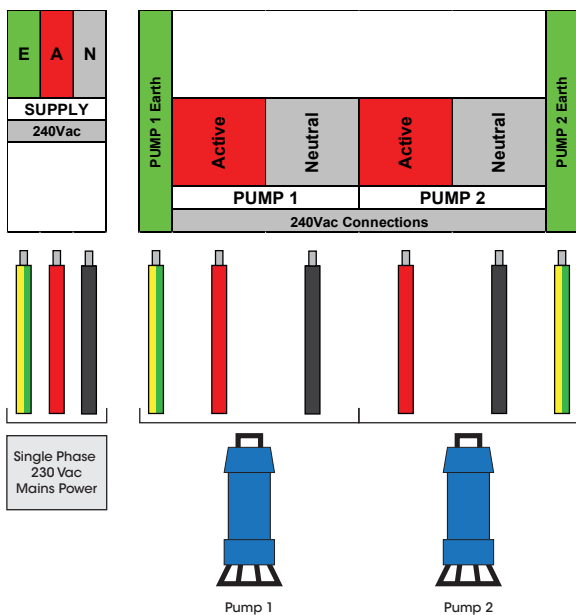 E A N
SUPPLY
240Vac
PUMP 1 Earth
Active
Neutral
Active
Neutral
PUMP 2 Earth
PUMP 1
PUMP 2
240Vac Connections
Single Phase
230 Vac
Mains Power
Pump 1
Pump 2